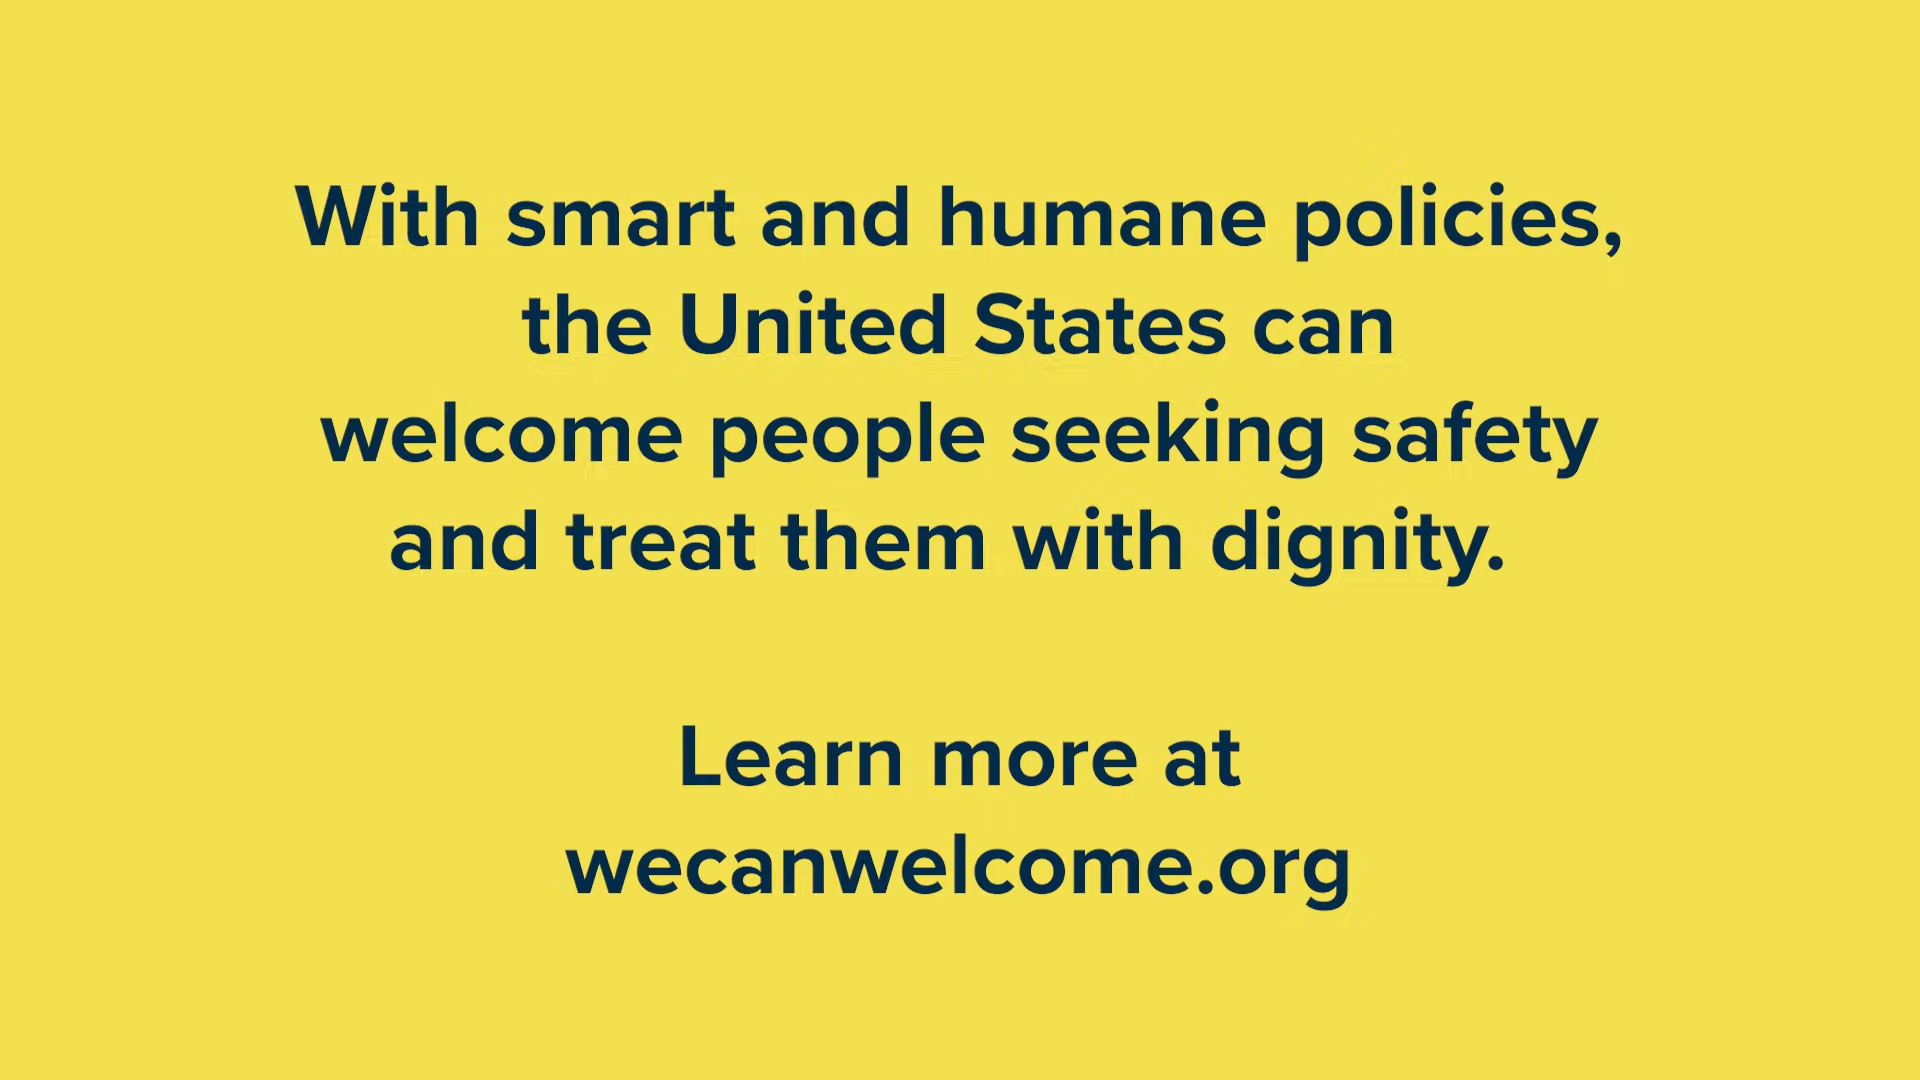 With smart and humane policies,
the United States can
welcome people seeking safety
and treat them with dignity.
Learn more at
wecanwelcome.org